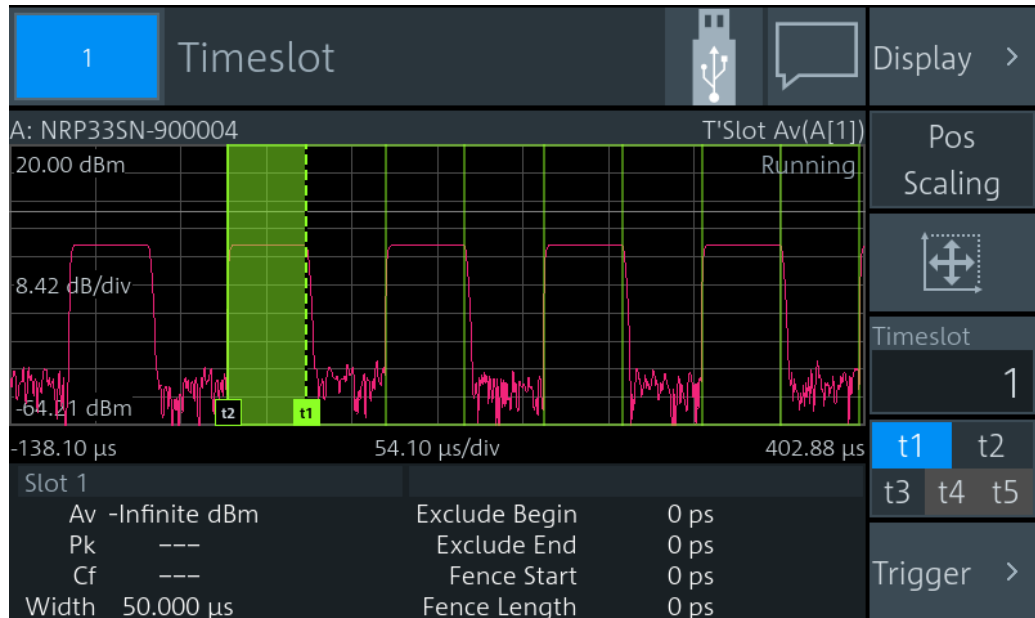 1
Timeslot
Display >
A: NRP33SN-900004
T'Slot Av(A[1])
20.00 dBm
Running
8.42 dB/div
-64.21 dBm
t2
t1
-138.10 µs
54.10 µs/div
402.88 µs
Pos
Scaling
Timeslot
1
t1 t2
t3 t4 t5
Trigger >
Slot 1
Av -Infinite dBm
Exclude Begin 0 ps
Pk ---
Exclude End 0 ps
Cf ---
Fence Start 0 ps
Width 50.000 µs
Fence Length 0 ps